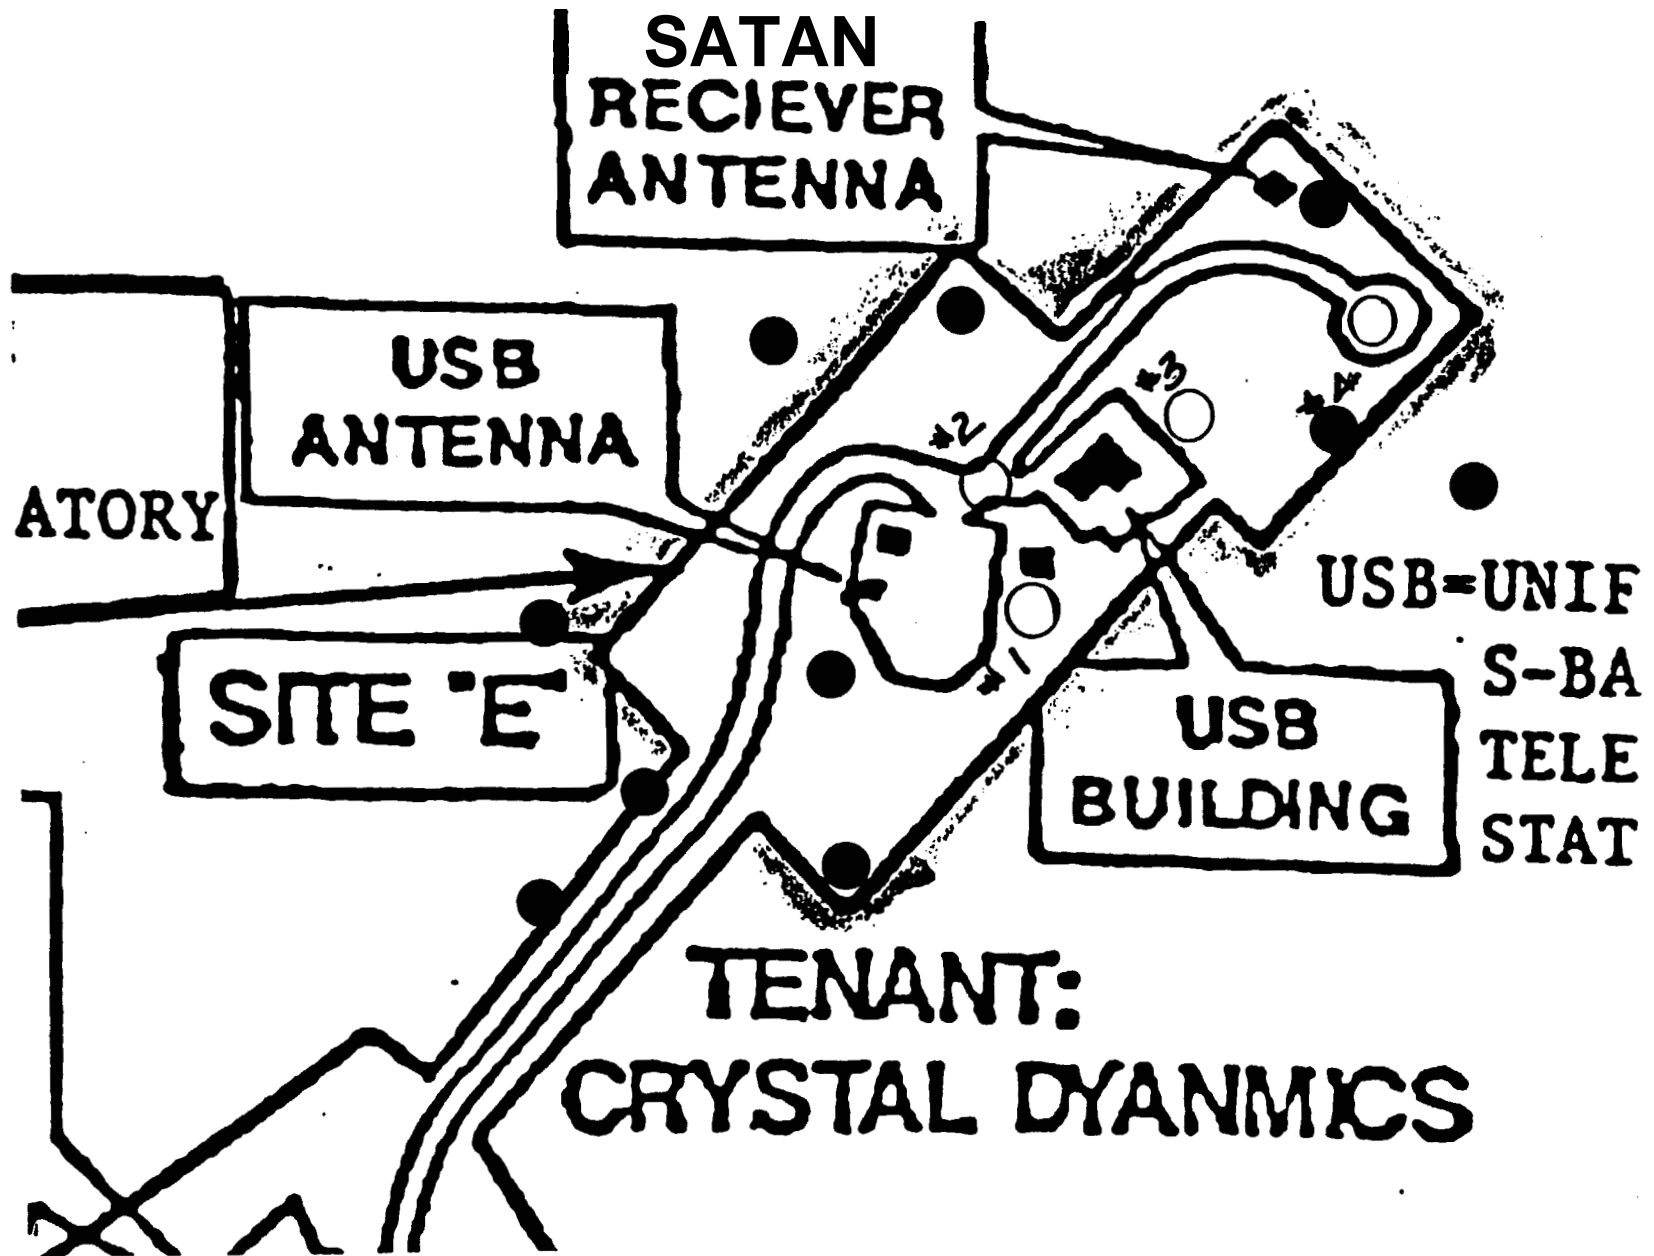 SATAN
RECIEVER
ANTENNA
USB
ANTENNA
ATORY
*2
*3
*4
*1
USB=UNIF
S-BA
TELE
STAT
SITE "E"
USB
BUILDING
TENANT:
CRYSTAL DYANMICS